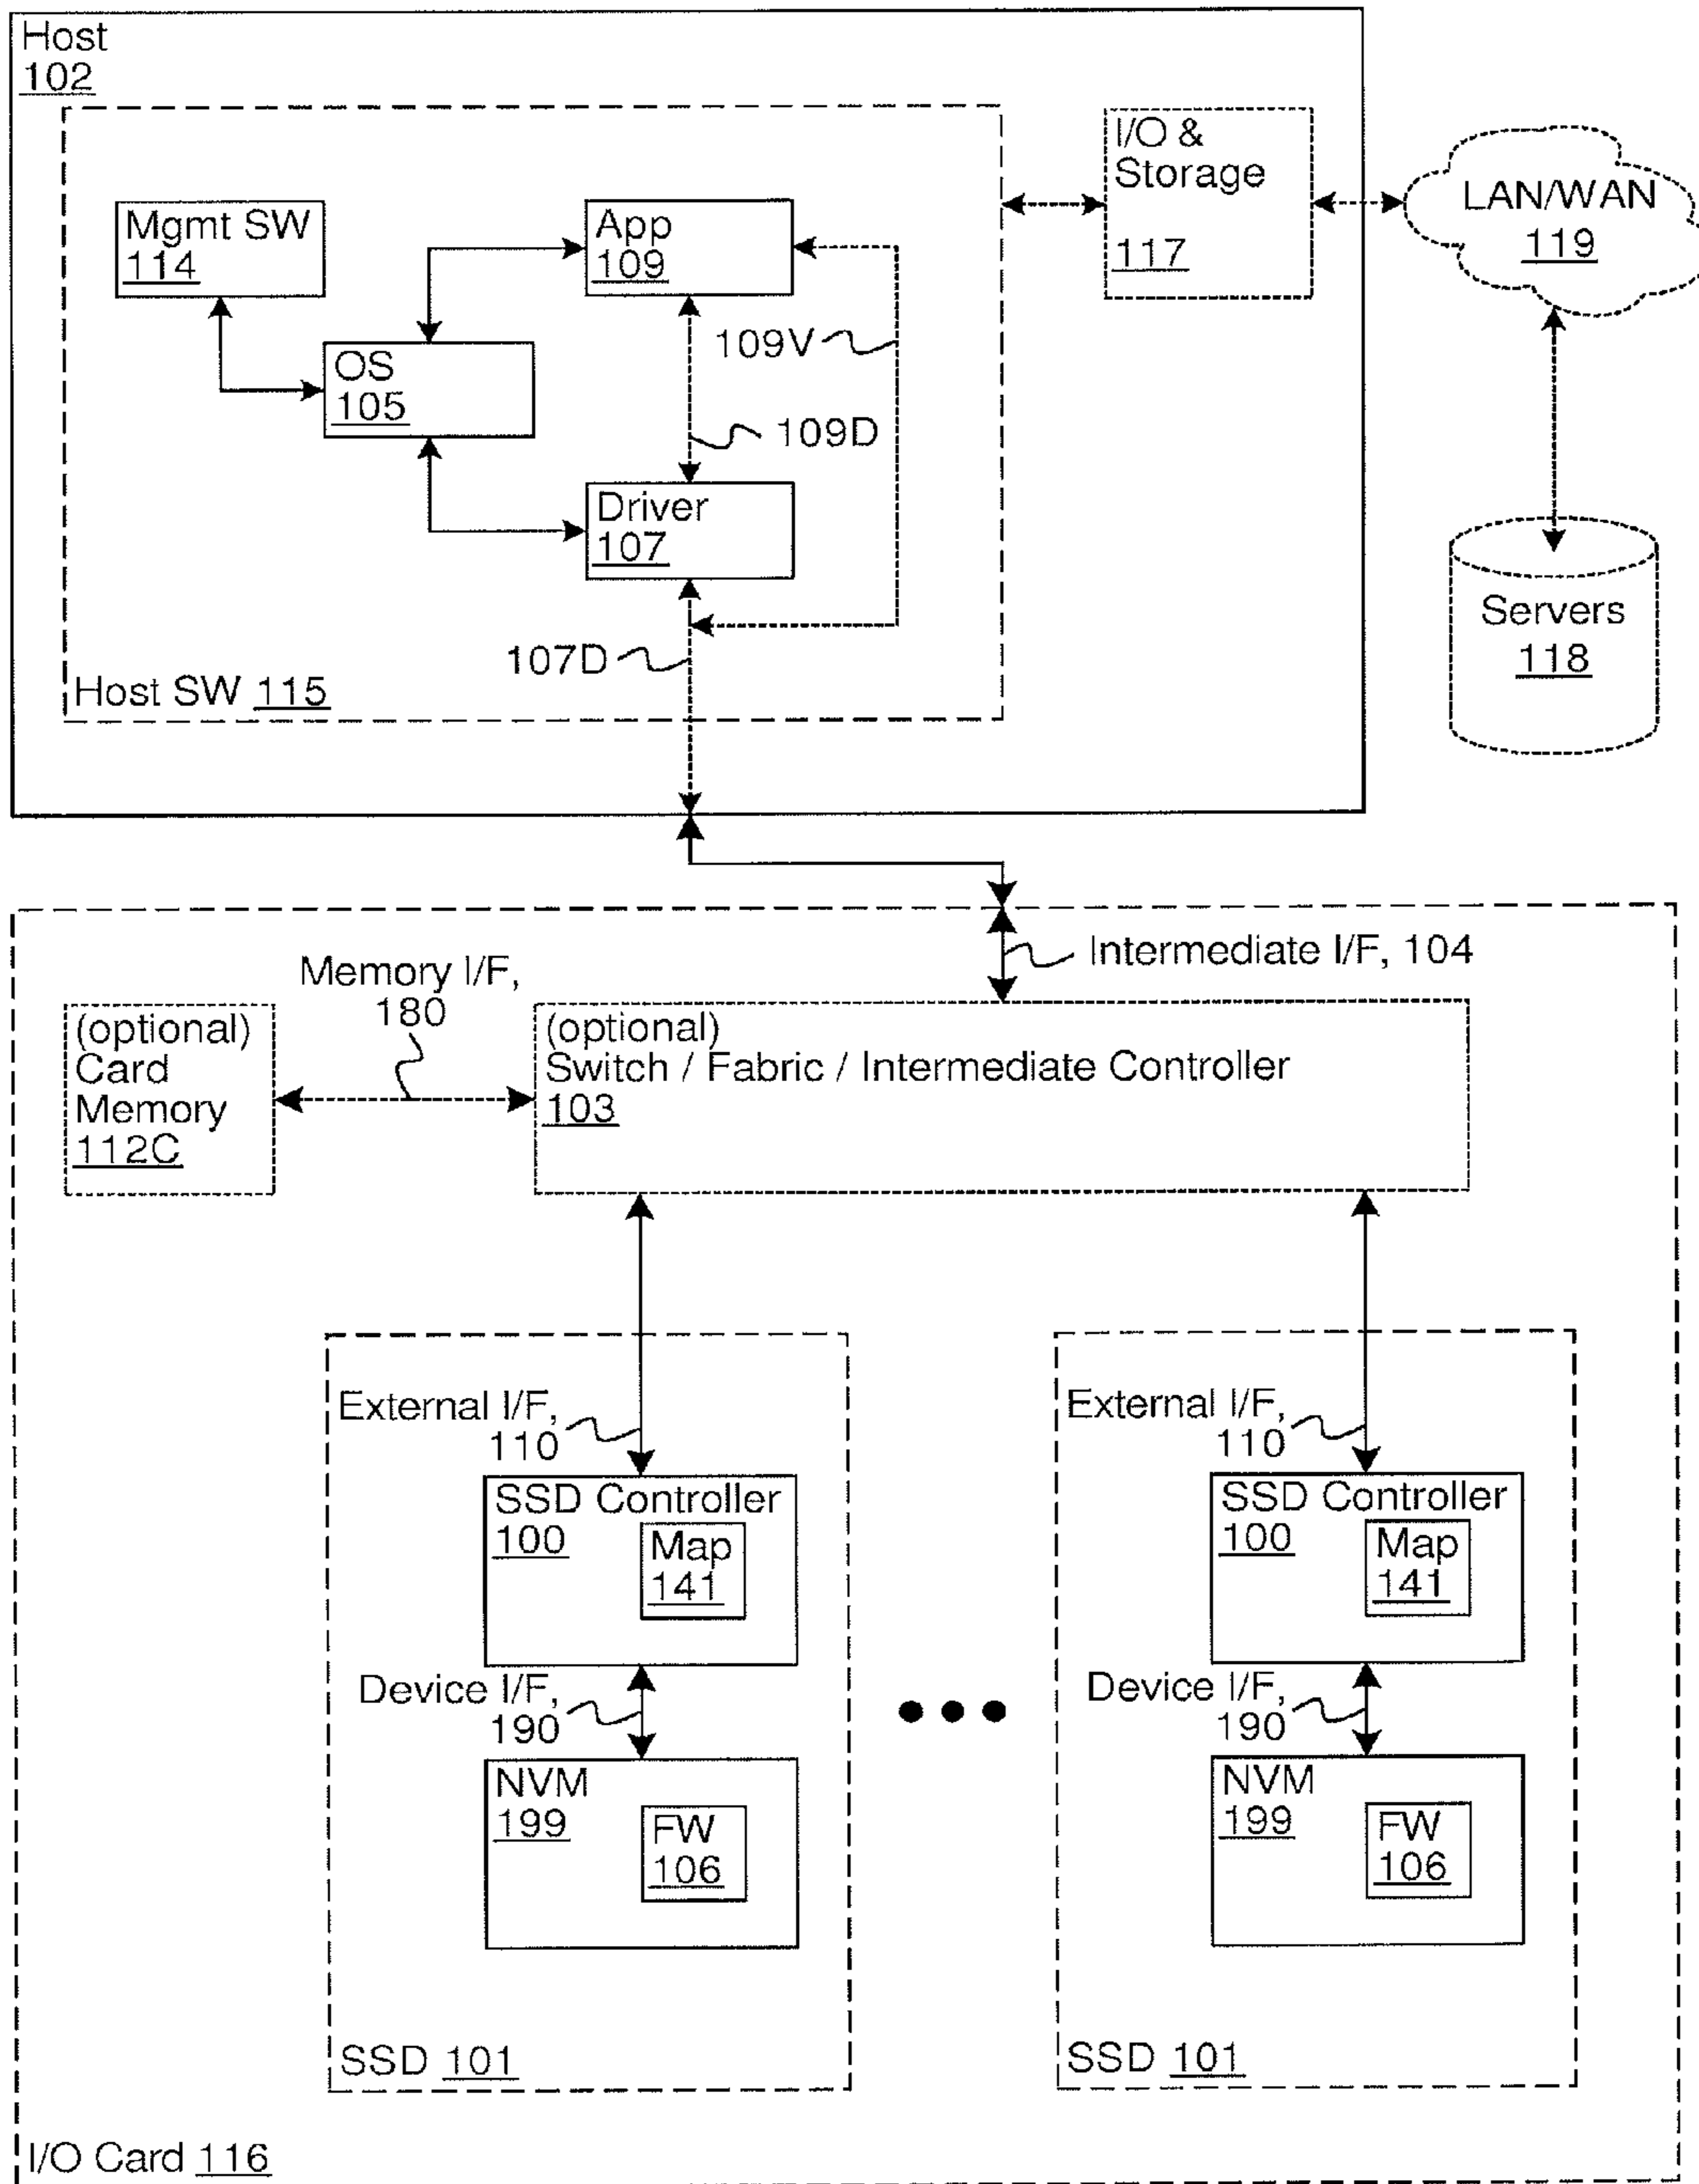 Host
102
I/O &
Storage
117
LAN/WAN
119
Mgmt SW
114
App
109
109V
OS
105
109D
Driver
107
107D
Servers
118
Host SW 115
Intermediate I/F, 104
Memory I/F,
180
(optional)
Card
Memory
112C
(optional)
Switch / Fabric / Intermediate Controller
103
External I/F,
110
SSD Controller
100
Map
141
Device I/F,
190
NVM
199
FW
106
SSD 101
External I/F,
110
SSD Controller
100
Map
141
Device I/F,
190
NVM
199
FW
106
SSD 101
I/O Card 116